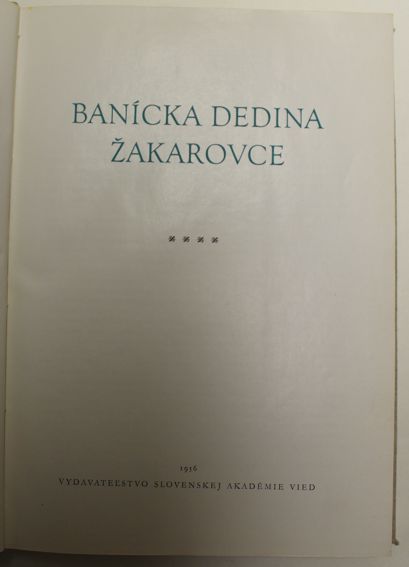 BANÍCKA DEDINA
ŽAKAROVCE
1956
VYDAVATEĽSTVO SLOVENSKEJ AKADÉMIE VIED